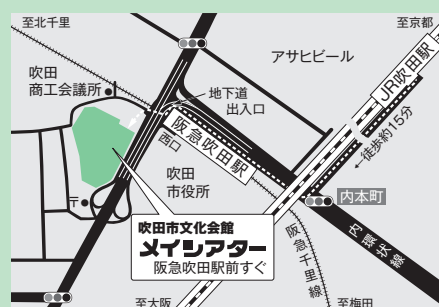 至北千里
至京都
アサヒビール
JR吹田駅
吹田
商工会議所
地下道
出入口
阪急吹田駅
西口
←徒歩約15分→
吹田
市役所
〒
内本町
吹田市文化会館
メイシアター
阪急吹田駅前すぐ
阪急千里線
内環状線
至大阪
至梅田